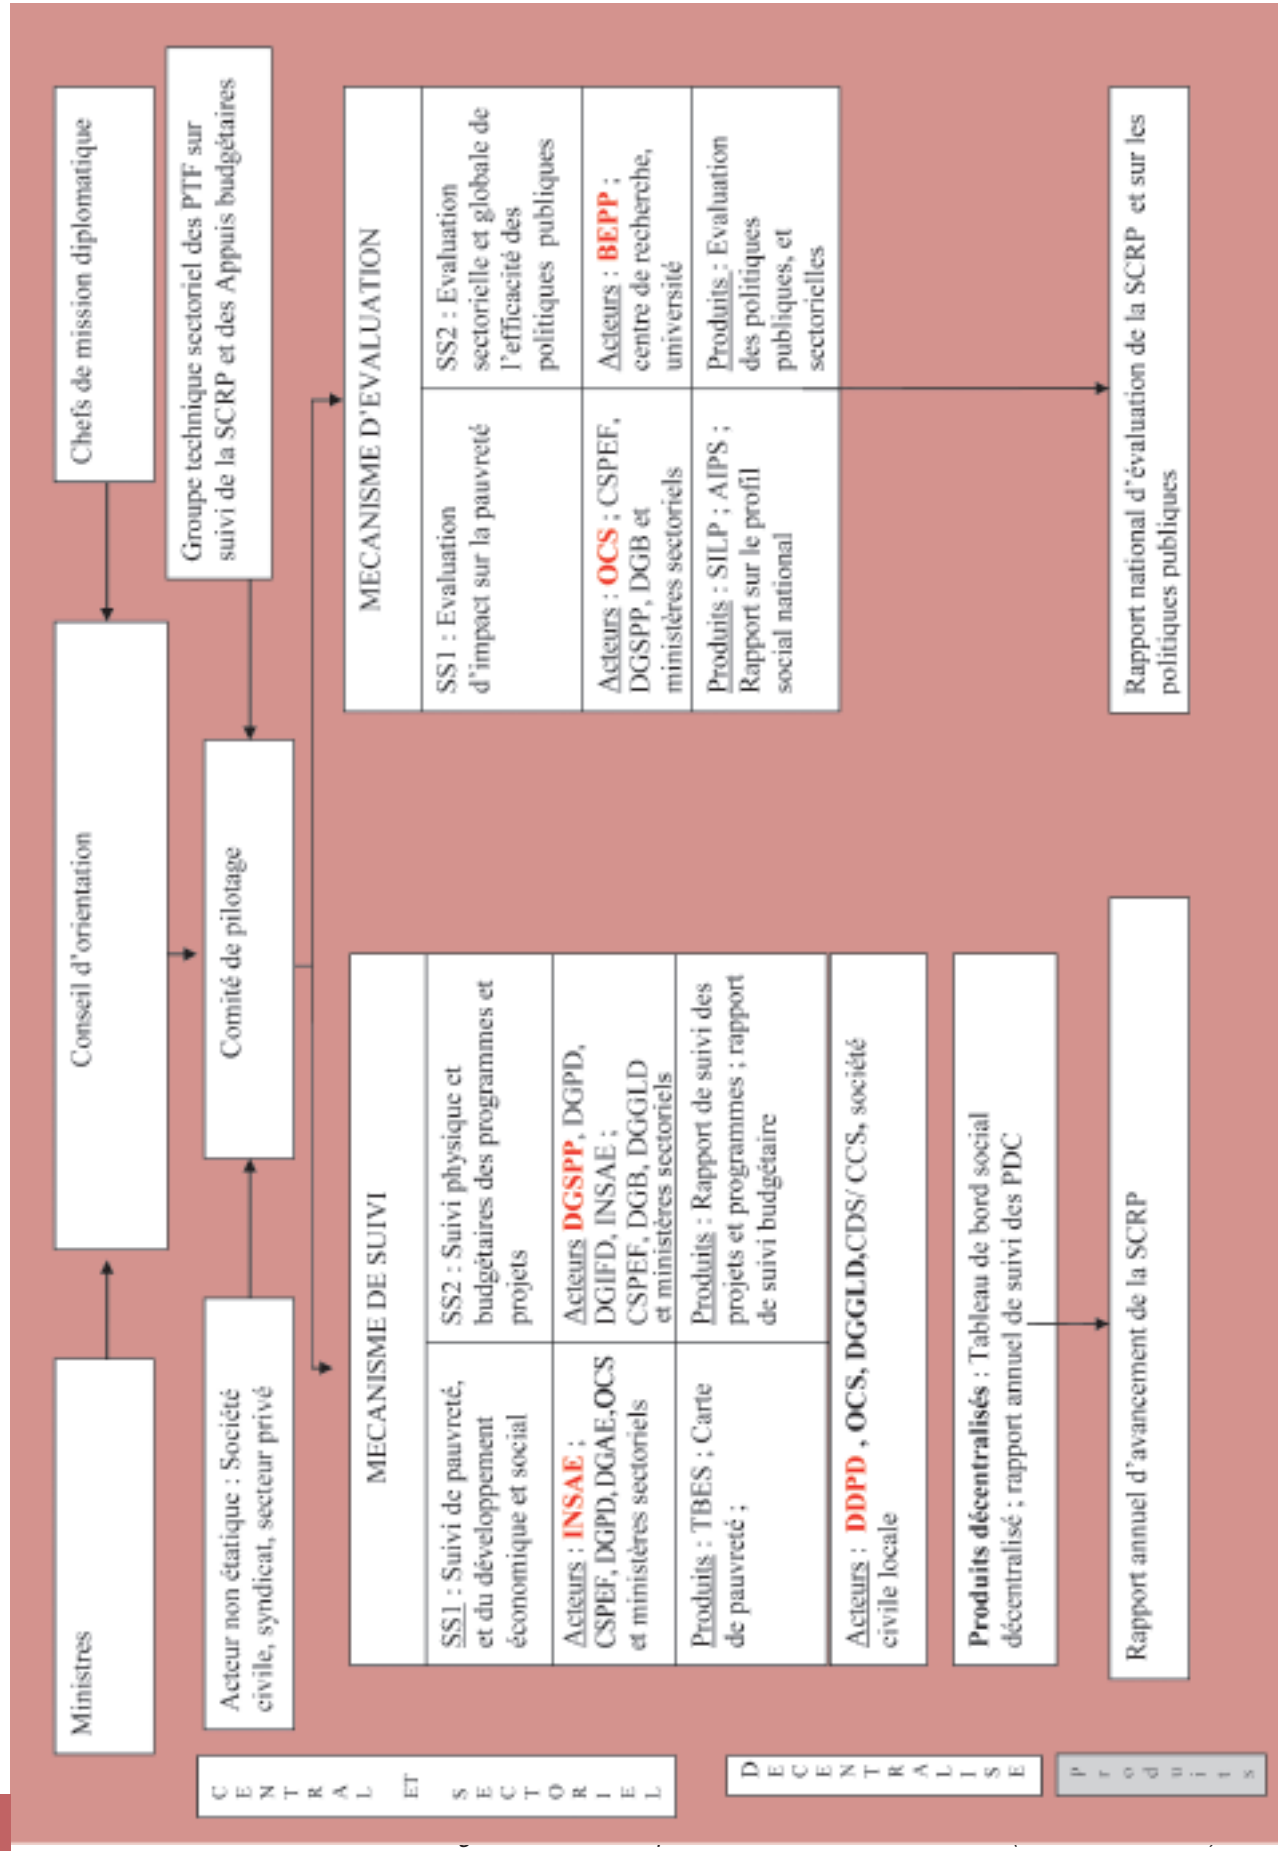 Ministres
Conseil d'orientation
Chefs de mission diplomatique
Acteur non étatique : Société
civile, syndicat, secteur privé
Comité de pilotage
Groupe technique sectoriel des PTF sur
suivi de la SCRP et des Appuis budgétaires
CENTRAL ET SECTORIEL
MECANISME DE SUIVI
SS1 : Suivi de pauvreté,
et du développement
économique et social
SS2 : Suivi physique et
budgétaires des programmes et
projets
Acteurs : INSAE ;
CSPEF, DGPD, DGAE,OCS
et ministères sectoriels
Acteurs DGSPP, DGPD,
DGIFD, INSAE ;
CSPEF, DGB, DGGLD
et ministères sectoriels
Produits : TBES ; Carte
de pauvreté ;
Produits : Rapport de suivi des
projets et programmes ; rapport
de suivi budgétaire
MECANISME D'EVALUATION
SS1 : Evaluation
d'impact sur la pauvreté
SS2 : Evaluation
sectorielle et globale de
l'efficacité des
politiques publiques
Acteurs : OCS ; CSPEF,
DGSPP, DGB et
ministères sectoriels
Acteurs : BEPP ;
centre de recherche,
université
Produits : SILP ; AIPS ;
Rapport sur le profil
social national
Produits : Evaluation
des politiques
publiques, et
sectorielles
DECENTRALISE
Acteurs : DDPD , OCS, DGGLD,CDS/ CCS, société
civile locale
Produits décentralisés : Tableau de bord social
décentralisé ; rapport annuel de suivi des PDC
Produits
Rapport annuel d'avancement de la SCRP
Rapport national d'évaluation de la SCRP et sur les
politiques publiques